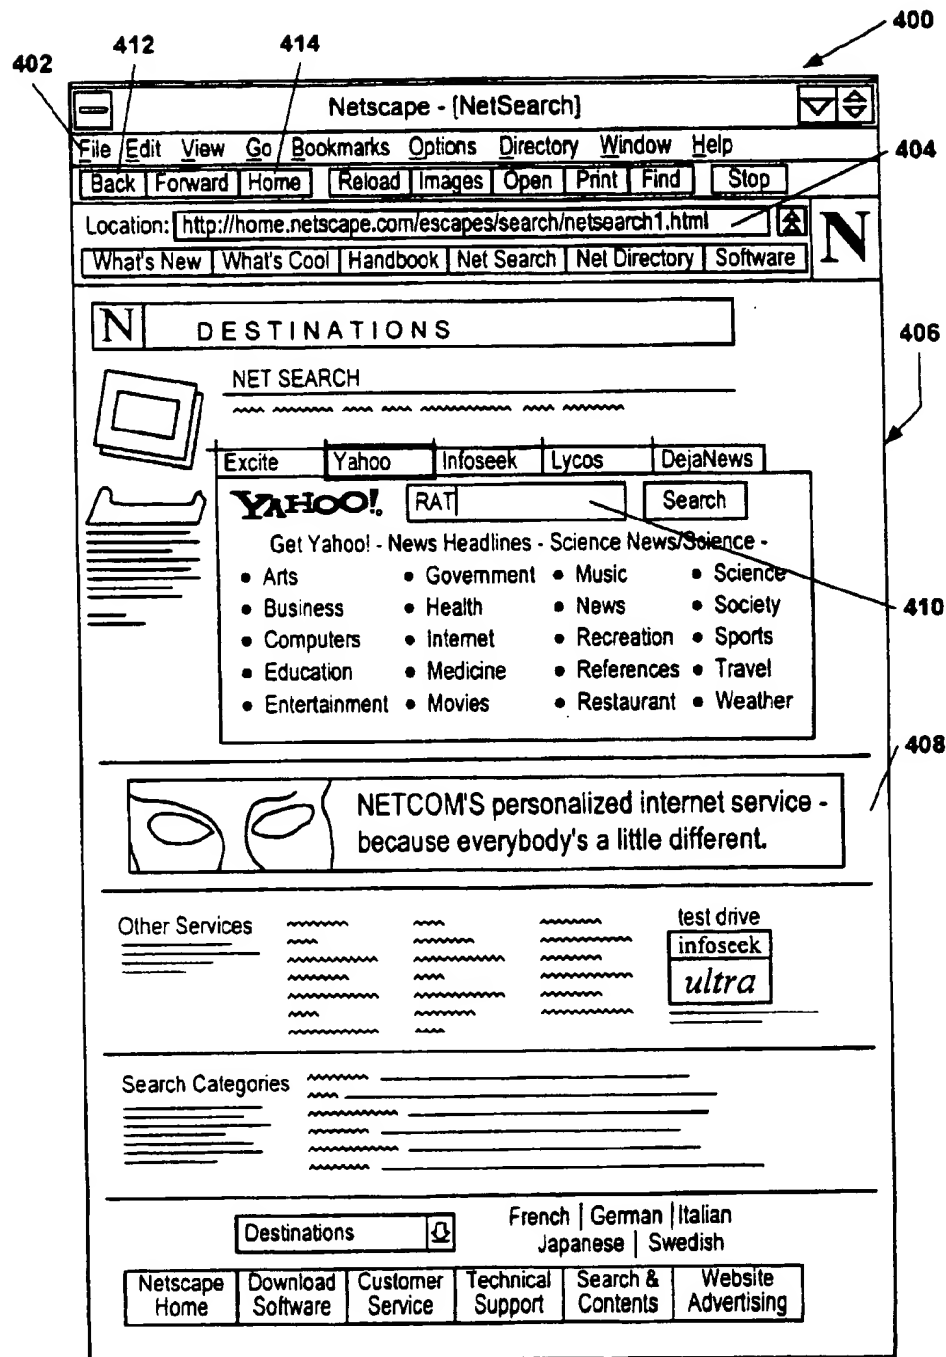 400
412 414
402
Netscape - [NetSearch]
File Edit View Go Bookmarks Options Directory Window Help
404
Back Forward Home Reload Images Open Print Find Stop
Location: http://home.netscape.com/escapes/search/netsearch1.html
N
What's New What's Cool Handbook Net Search Net Directory Software
N DESTINATIONS
406
NET SEARCH
Excite Yahoo Infoseek Lycos DejaNews
YAHOO! RAT Search
Get Yahoo! - News Headlines - Science News/Science -
• Arts • Government • Music • Science
410
• Business • Health • News • Society
• Computers • Internet • Recreation • Sports
• Education • Medicine • References • Travel
• Entertainment • Movies • Restaurant • Weather
408
NETCOM'S personalized internet service -
because everybody's a little different.
Other Services
test drive
infoseek
ultra
Search Categories
Destinations
French | German | Italian
Japanese | Swedish
Netscape Home
Download Software
Customer Service
Technical Support
Search & Contents
Website Advertising